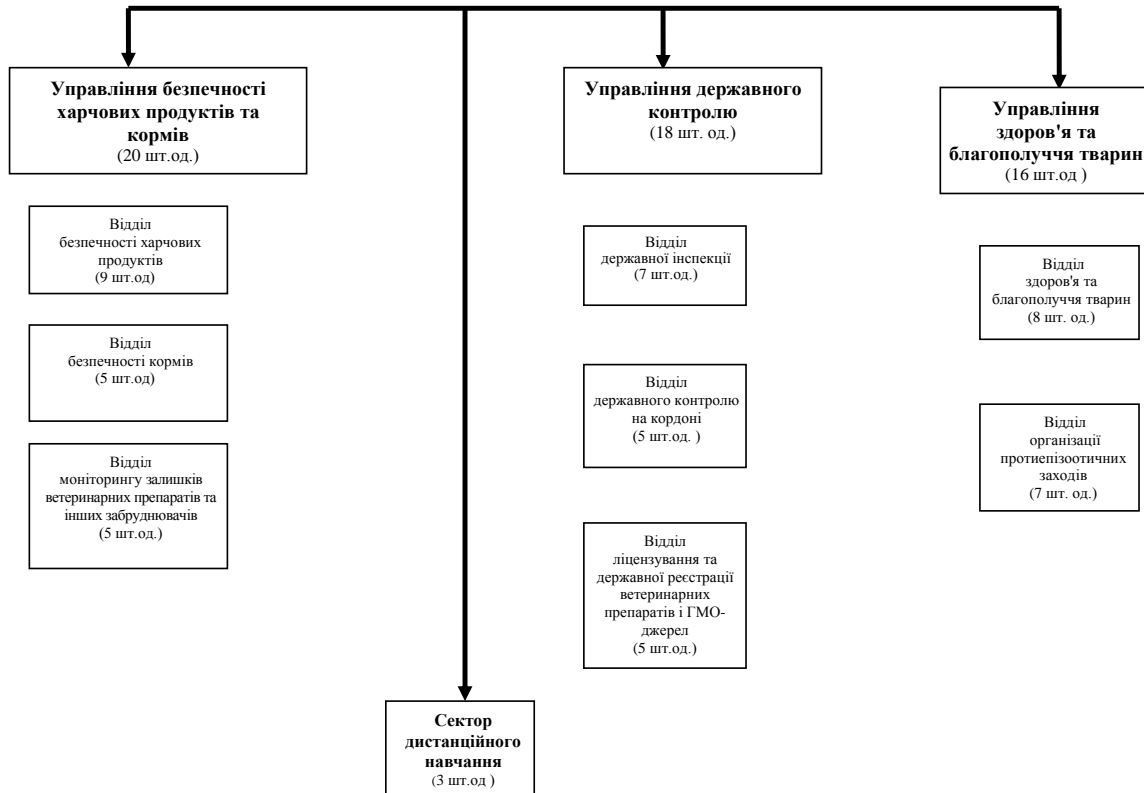 Управління безпечності
харчових продуктів та
кормів
(20 шт.од.)
Відділ
безпечності харчових
продуктів
(9 шт.од)
Відділ
безпечності кормів
(5 шт.од)
Відділ
моніторингу залишків
ветеринарних препаратів та
інших забруднювачів
(5 шт.од.)
Управління державного
контролю
(18 шт. од.)
Відділ
державної інспекції
(7 шт.од.)
Відділ
державного контролю
на кордоні
(5 шт.од. )
Відділ
ліцензування та
державної реєстрації
ветеринарних
препаратів і ГМО-
джерел
(5 шт.од.)
Управління
здоров'я та
благополуччя тварин
(16 шт.од )
Відділ
здоров'я та
благополуччя тварин
(8 шт. од.)
Відділ
організації
протиепізоотичних
заходів
(7 шт. од.)
Сектор
дистанційного
навчання
(3 шт.од )